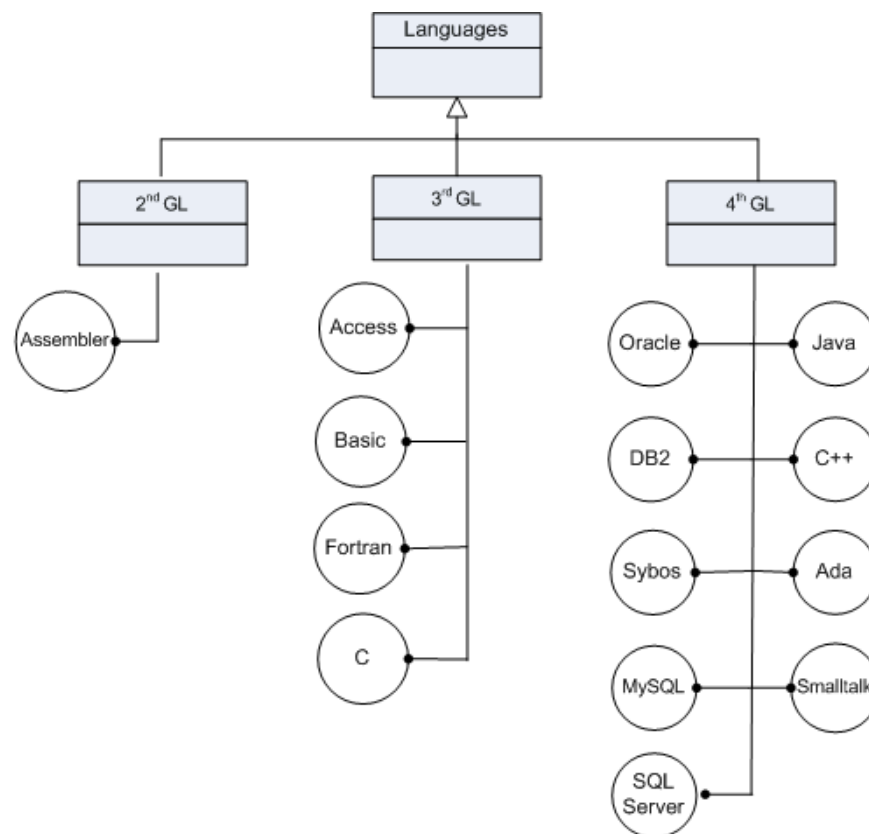 Languages
2nd GL
3rd GL
4th GL
Assembler
Access
Basic
Fortran
C
Oracle
Java
DB2
C++
Sybos
Ada
MySQL
Smalltalk
SQL
Server